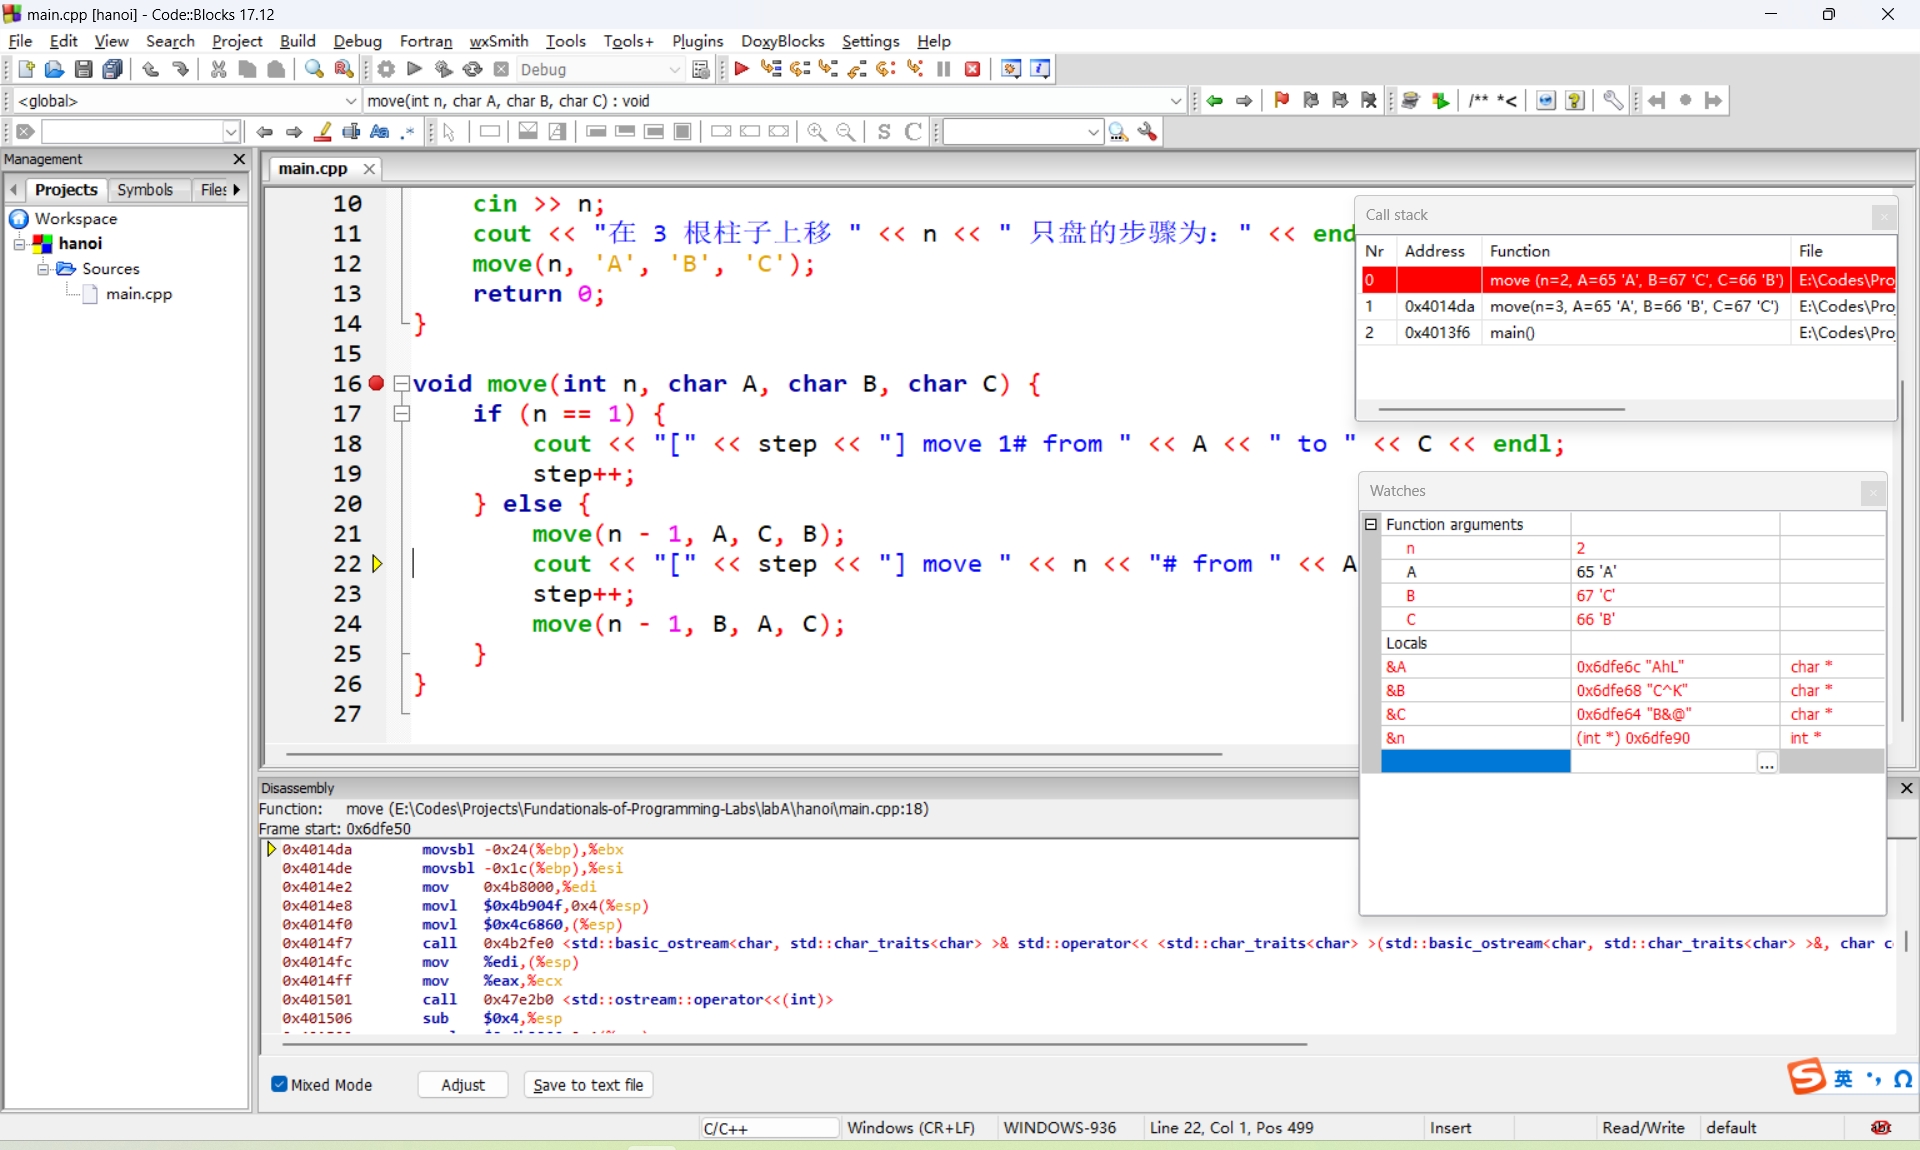 main.cpp [hanoi] - Code::Blocks 17.12
File Edit View Search Project Build Debug Fortran wxSmith Tools Tools+ Plugins DoxyBlocks Settings Help
Debug
<global> move(int n, char A, char B, char C) : void /** *<
Aa .* S C
Management
main.cpp
Projects Symbols Files
Workspace
hanoi
Sources
main.cpp
10 cin >> n;
11 cout << "在 3 根柱子上移 " << n << " 只盘的步骤为: " << end
12 move(n, 'A', 'B', 'C');
13 return 0;
14 }
15
16 void move(int n, char A, char B, char C) {
17 if (n == 1) {
18 cout << "[" << step << "] move 1# from " << A << " to " << C << endl;
19 step++;
20 } else {
21 move(n - 1, A, C, B);
22 cout << "[" << step << "] move " << n << "# from " << A
23 step++;
24 move(n - 1, B, A, C);
25 }
26 }
27
Call stack
Nr Address Function File
0 move (n=2, A=65 'A', B=67 'C', C=66 'B') E:\Codes\Pro
1 0x4014da move(n=3, A=65 'A', B=66 'B', C=67 'C') E:\Codes\Pro
2 0x4013f6 main() E:\Codes\Pro
Watches
Function arguments
n 2
A 65 'A'
B 67 'C'
C 66 'B'
Locals
&A 0x6dfe6c "AhL" char *
&B 0x6dfe68 "C^K" char *
&C 0x6dfe64 "B&@" char *
&n (int *) 0x6dfe90 int *
...
Disassembly
Function: move (E:\Codes\Projects\Fundationals-of-Programming-Labs\labA\hanoi\main.cpp:18)
Frame start: 0x6dfe50
0x4014da movsbl -0x24(%ebp),%ebx
0x4014de movsbl -0x1c(%ebp),%esi
0x4014e2 mov 0x4b8000,%edi
0x4014e8 movl $0x4b904f,0x4(%esp)
0x4014f0 movl $0x4c6860,(%esp)
0x4014f7 call 0x4b2fe0 <std::basic_ostream<char, std::char_traits<char> >& std::operator<< <std::char_traits<char> >(std::basic_ostream<char, std::char_traits<char> >&, char c
0x4014fc mov %edi,(%esp)
0x4014ff mov %eax,%ecx
0x401501 call 0x47e2b0 <std::ostream::operator<<(int)>
0x401506 sub $0x4,%esp
Mixed Mode Adjust Save to text file
S 英
C/C++ Windows (CR+LF) WINDOWS-936 Line 22, Col 1, Pos 499 Insert Read/Write default abc